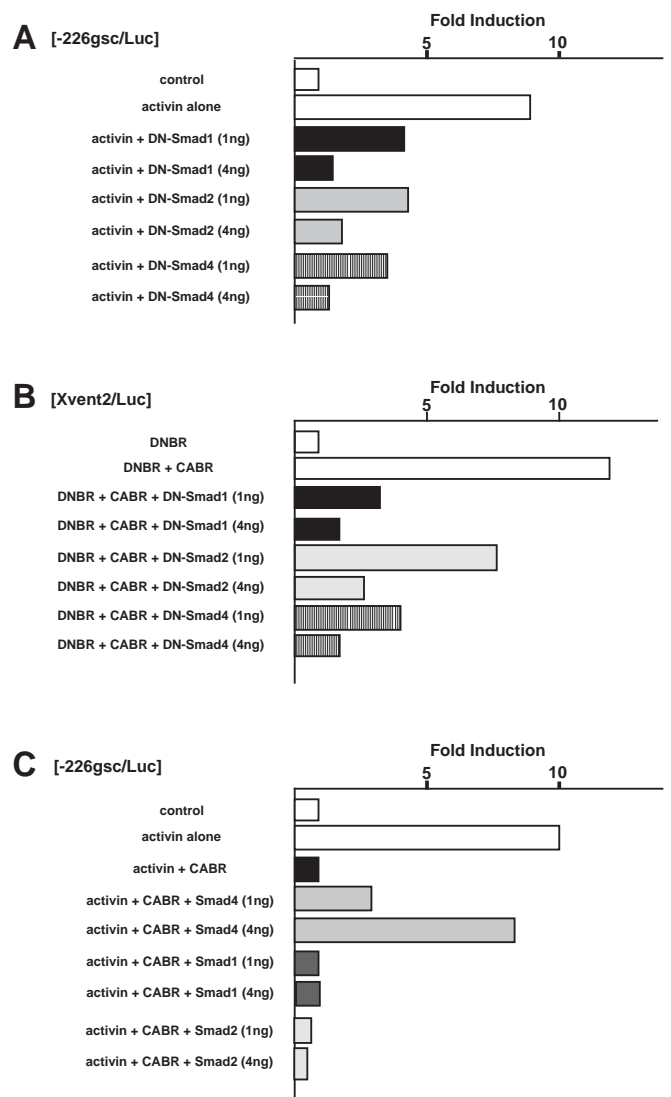 A [-226gsc/Luc]
Fold Induction
5 10
control
activin alone
activin + DN-Smad1 (1ng)
activin + DN-Smad1 (4ng)
activin + DN-Smad2 (1ng)
activin + DN-Smad2 (4ng)
activin + DN-Smad4 (1ng)
activin + DN-Smad4 (4ng)
B [Xvent2/Luc]
Fold Induction
5 10
DNBR
DNBR + CABR
DNBR + CABR + DN-Smad1 (1ng)
DNBR + CABR + DN-Smad1 (4ng)
DNBR + CABR + DN-Smad2 (1ng)
DNBR + CABR + DN-Smad2 (4ng)
DNBR + CABR + DN-Smad4 (1ng)
DNBR + CABR + DN-Smad4 (4ng)
C [-226gsc/Luc]
Fold Induction
5 10
control
activin alone
activin + CABR
activin + CABR + Smad4 (1ng)
activin + CABR + Smad4 (4ng)
activin + CABR + Smad1 (1ng)
activin + CABR + Smad1 (4ng)
activin + CABR + Smad2 (1ng)
activin + CABR + Smad2 (4ng)